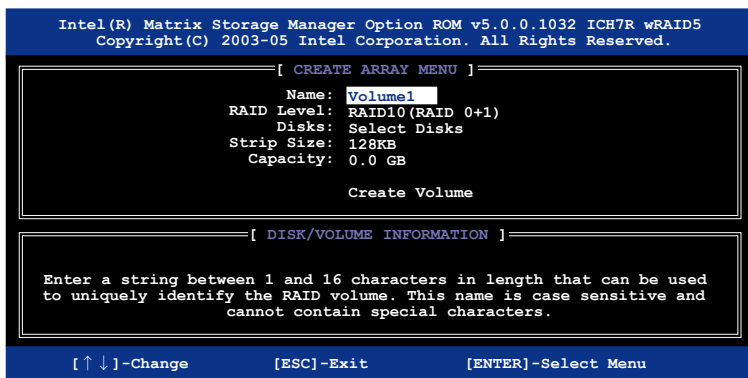 Intel(R) Matrix Storage Manager Option ROM v5.0.0.1032 ICH7R wRAID5
Copyright(C) 2003-05 Intel Corporation. All Rights Reserved.
[ CREATE ARRAY MENU ]
Name: Volume1
RAID Level: RAID10(RAID 0+1)
Disks: Select Disks
Strip Size: 128KB
Capacity: 0.0 GB
Create Volume
[ DISK/VOLUME INFORMATION ]
Enter a string between 1 and 16 characters in length that can be used
to uniquely identify the RAID volume. This name is case sensitive and
cannot contain special characters.
[↑↓]-Change [ESC]-Exit [ENTER]-Select Menu